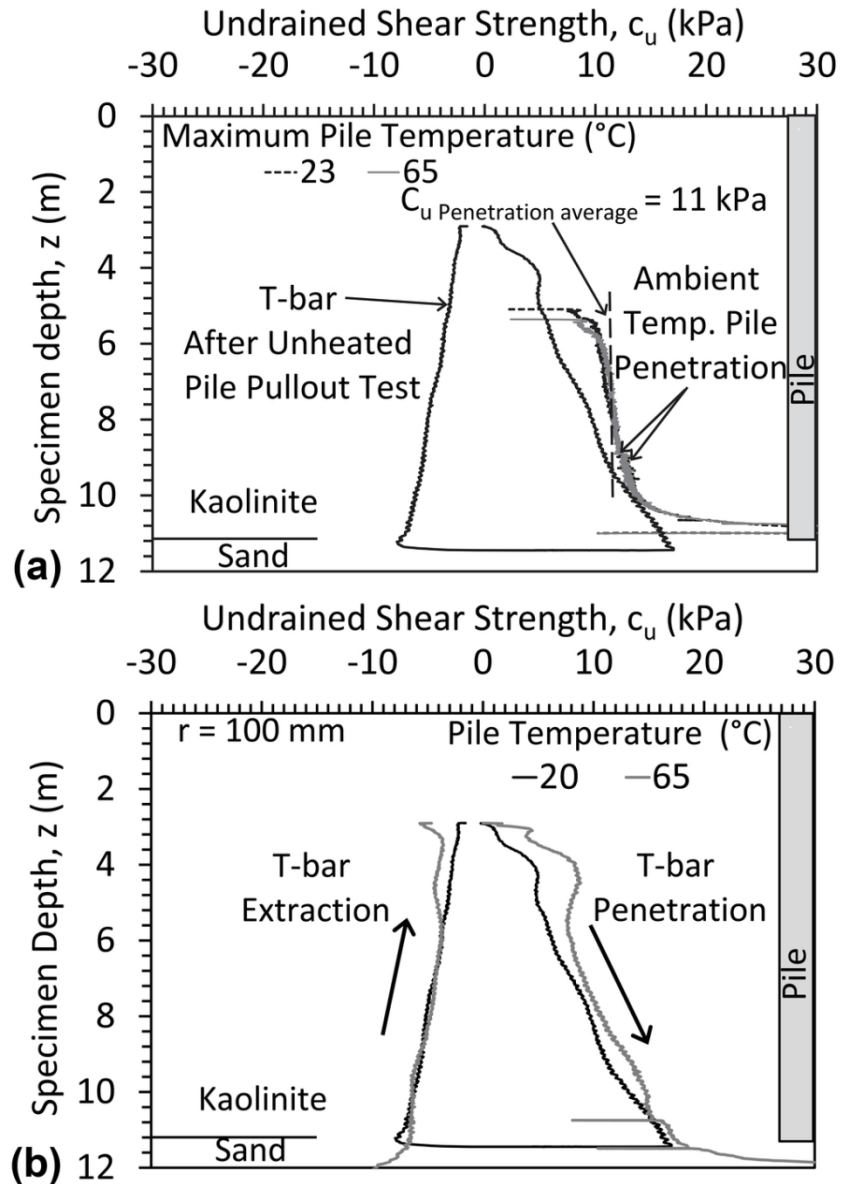 Undrained Shear Strength, cu (kPa)
-30 -20 -10 0 10 20 30
0
Maximum Pile Temperature (°C)
23 65
2
Cu Penetration average = 11 kPa
4
T-bar
After Unheated
Pile Pullout Test
Ambient
Temp. Pile
Penetration
6
8
10
Kaolinite
Sand
12
Specimen depth, z (m)
Pile
(a)
Undrained Shear Strength, cu (kPa)
-30 -20 -10 0 10 20 30
0
r = 100 mm
Pile Temperature (°C)
20 65
2
4
T-bar
Extraction
T-bar
Penetration
6
8
10
Kaolinite
Sand
12
Specimen Depth, z (m)
Pile
(b)